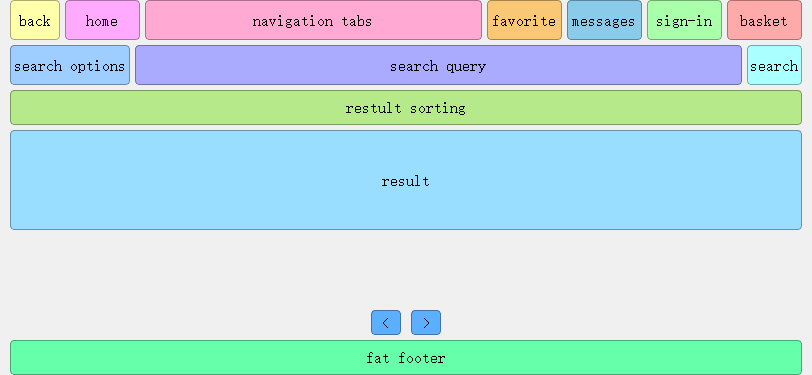 back home navigation tabs favorite messages sign-in basket
search options search query search
restult sorting
result
< >
fat footer